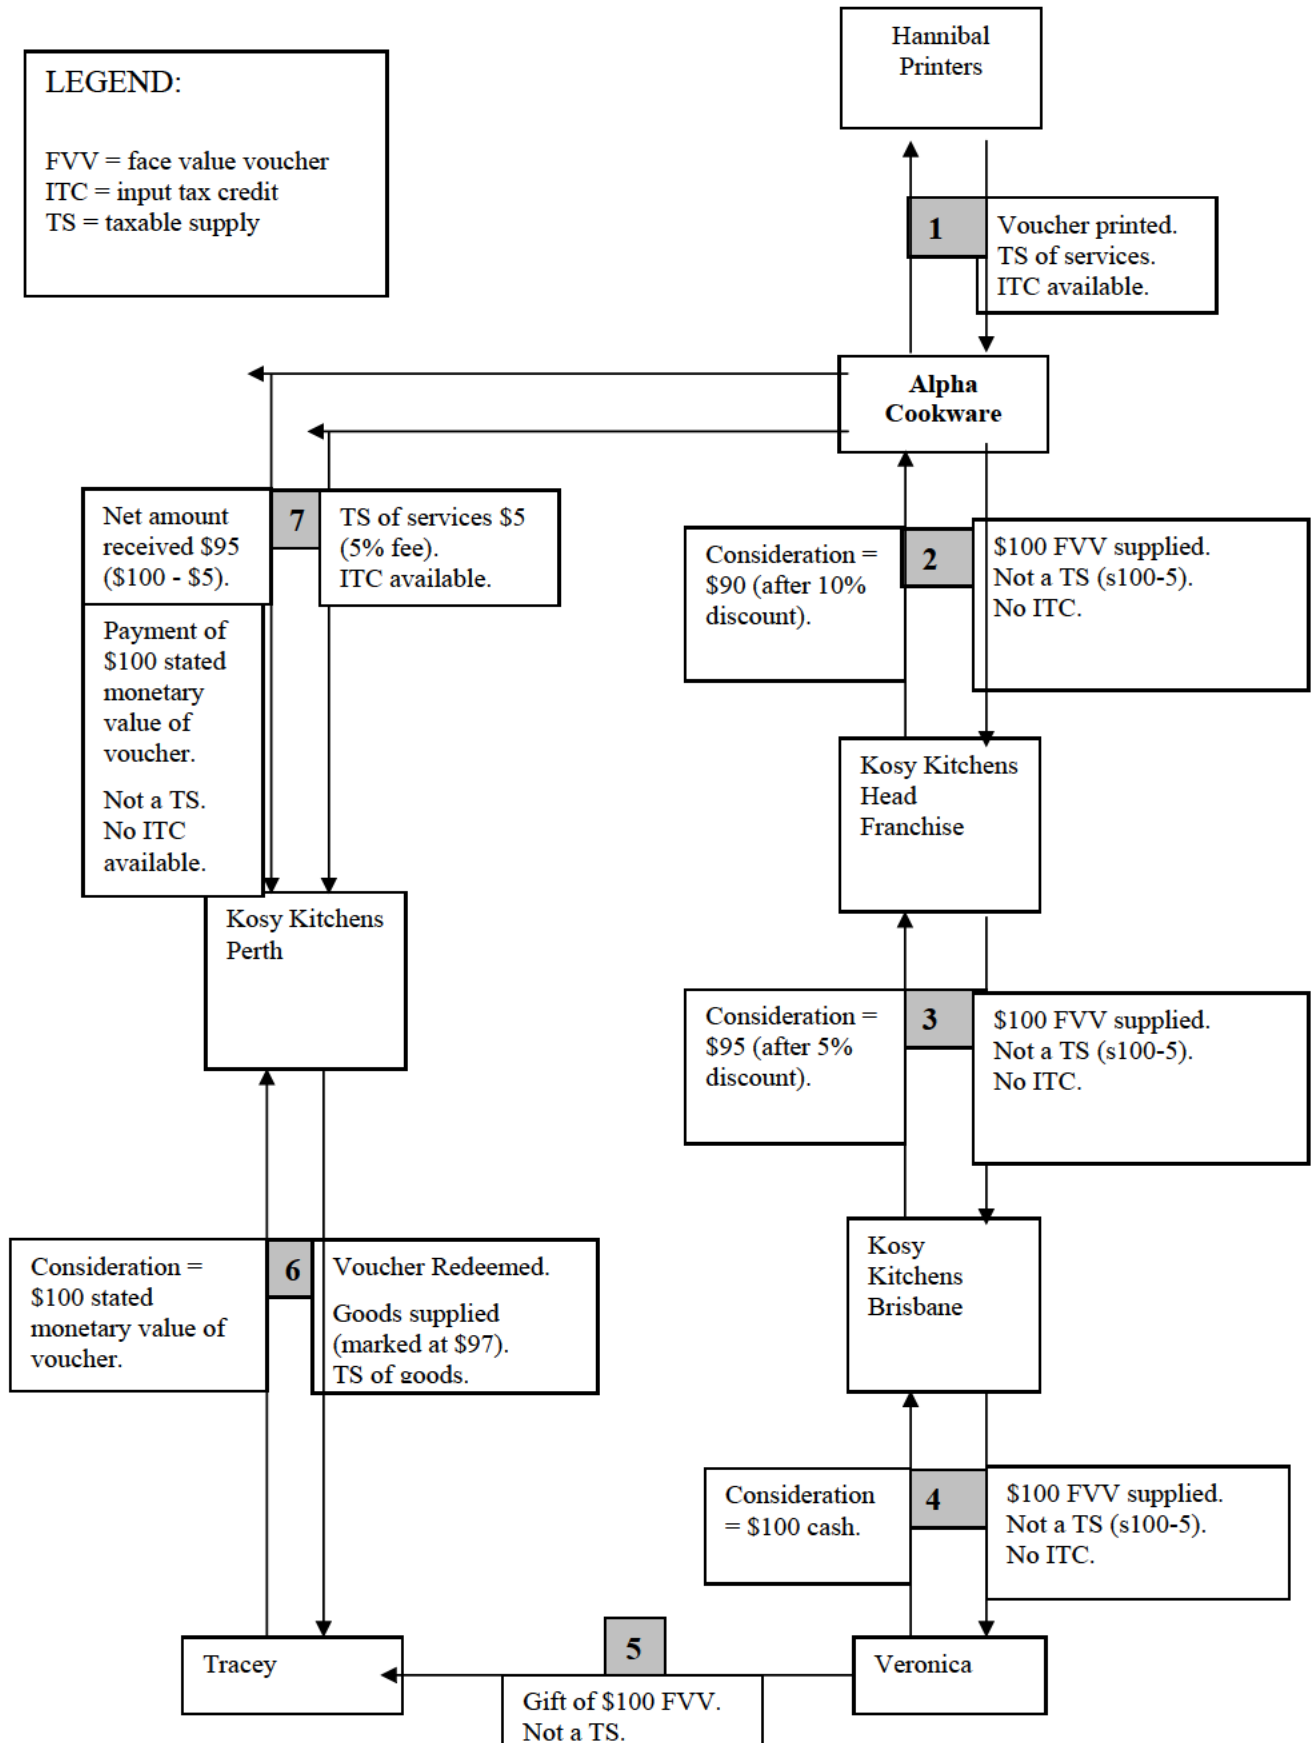 Hannibal
Printers
LEGEND:
FVV = face value voucher
ITC = input tax credit
TS = taxable supply
1
Voucher printed.
TS of services.
ITC available.
Alpha
Cookware
Net amount
received $95
($100 - $5).
Payment of
$100 stated
monetary
value of
voucher.
Not a TS.
No ITC
available.
7
TS of services $5
(5% fee).
ITC available.
Consideration =
$90 (after 10%
discount).
2
$100 FVV supplied.
Not a TS (s100-5).
No ITC.
Kosy Kitchens
Head
Franchise
Kosy Kitchens
Perth
Consideration =
$95 (after 5%
discount).
3
$100 FVV supplied.
Not a TS (s100-5).
No ITC.
Kosy
Kitchens
Brisbane
Consideration =
$100 stated
monetary value of
voucher.
6
Voucher Redeemed.
Goods supplied
(marked at $97).
TS of goods.
Consideration
= $100 cash.
4
$100 FVV supplied.
Not a TS (s100-5).
No ITC.
Tracey
5
Veronica
Gift of $100 FVV.
Not a TS.